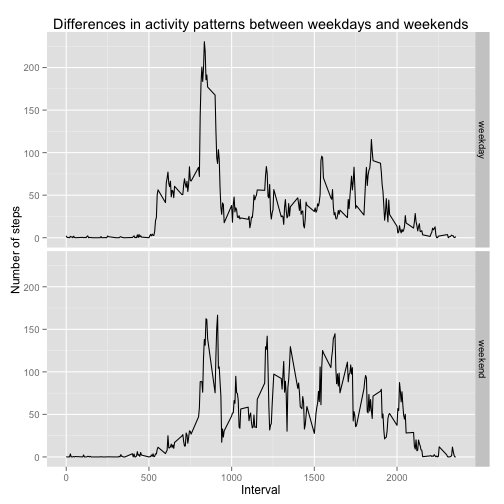 Differences in activity patterns between weekdays and weekends
Number of steps
200
150
100
50
0
weekday
200
150
100
50
0
weekend
0 500 1000 1500 2000
Interval